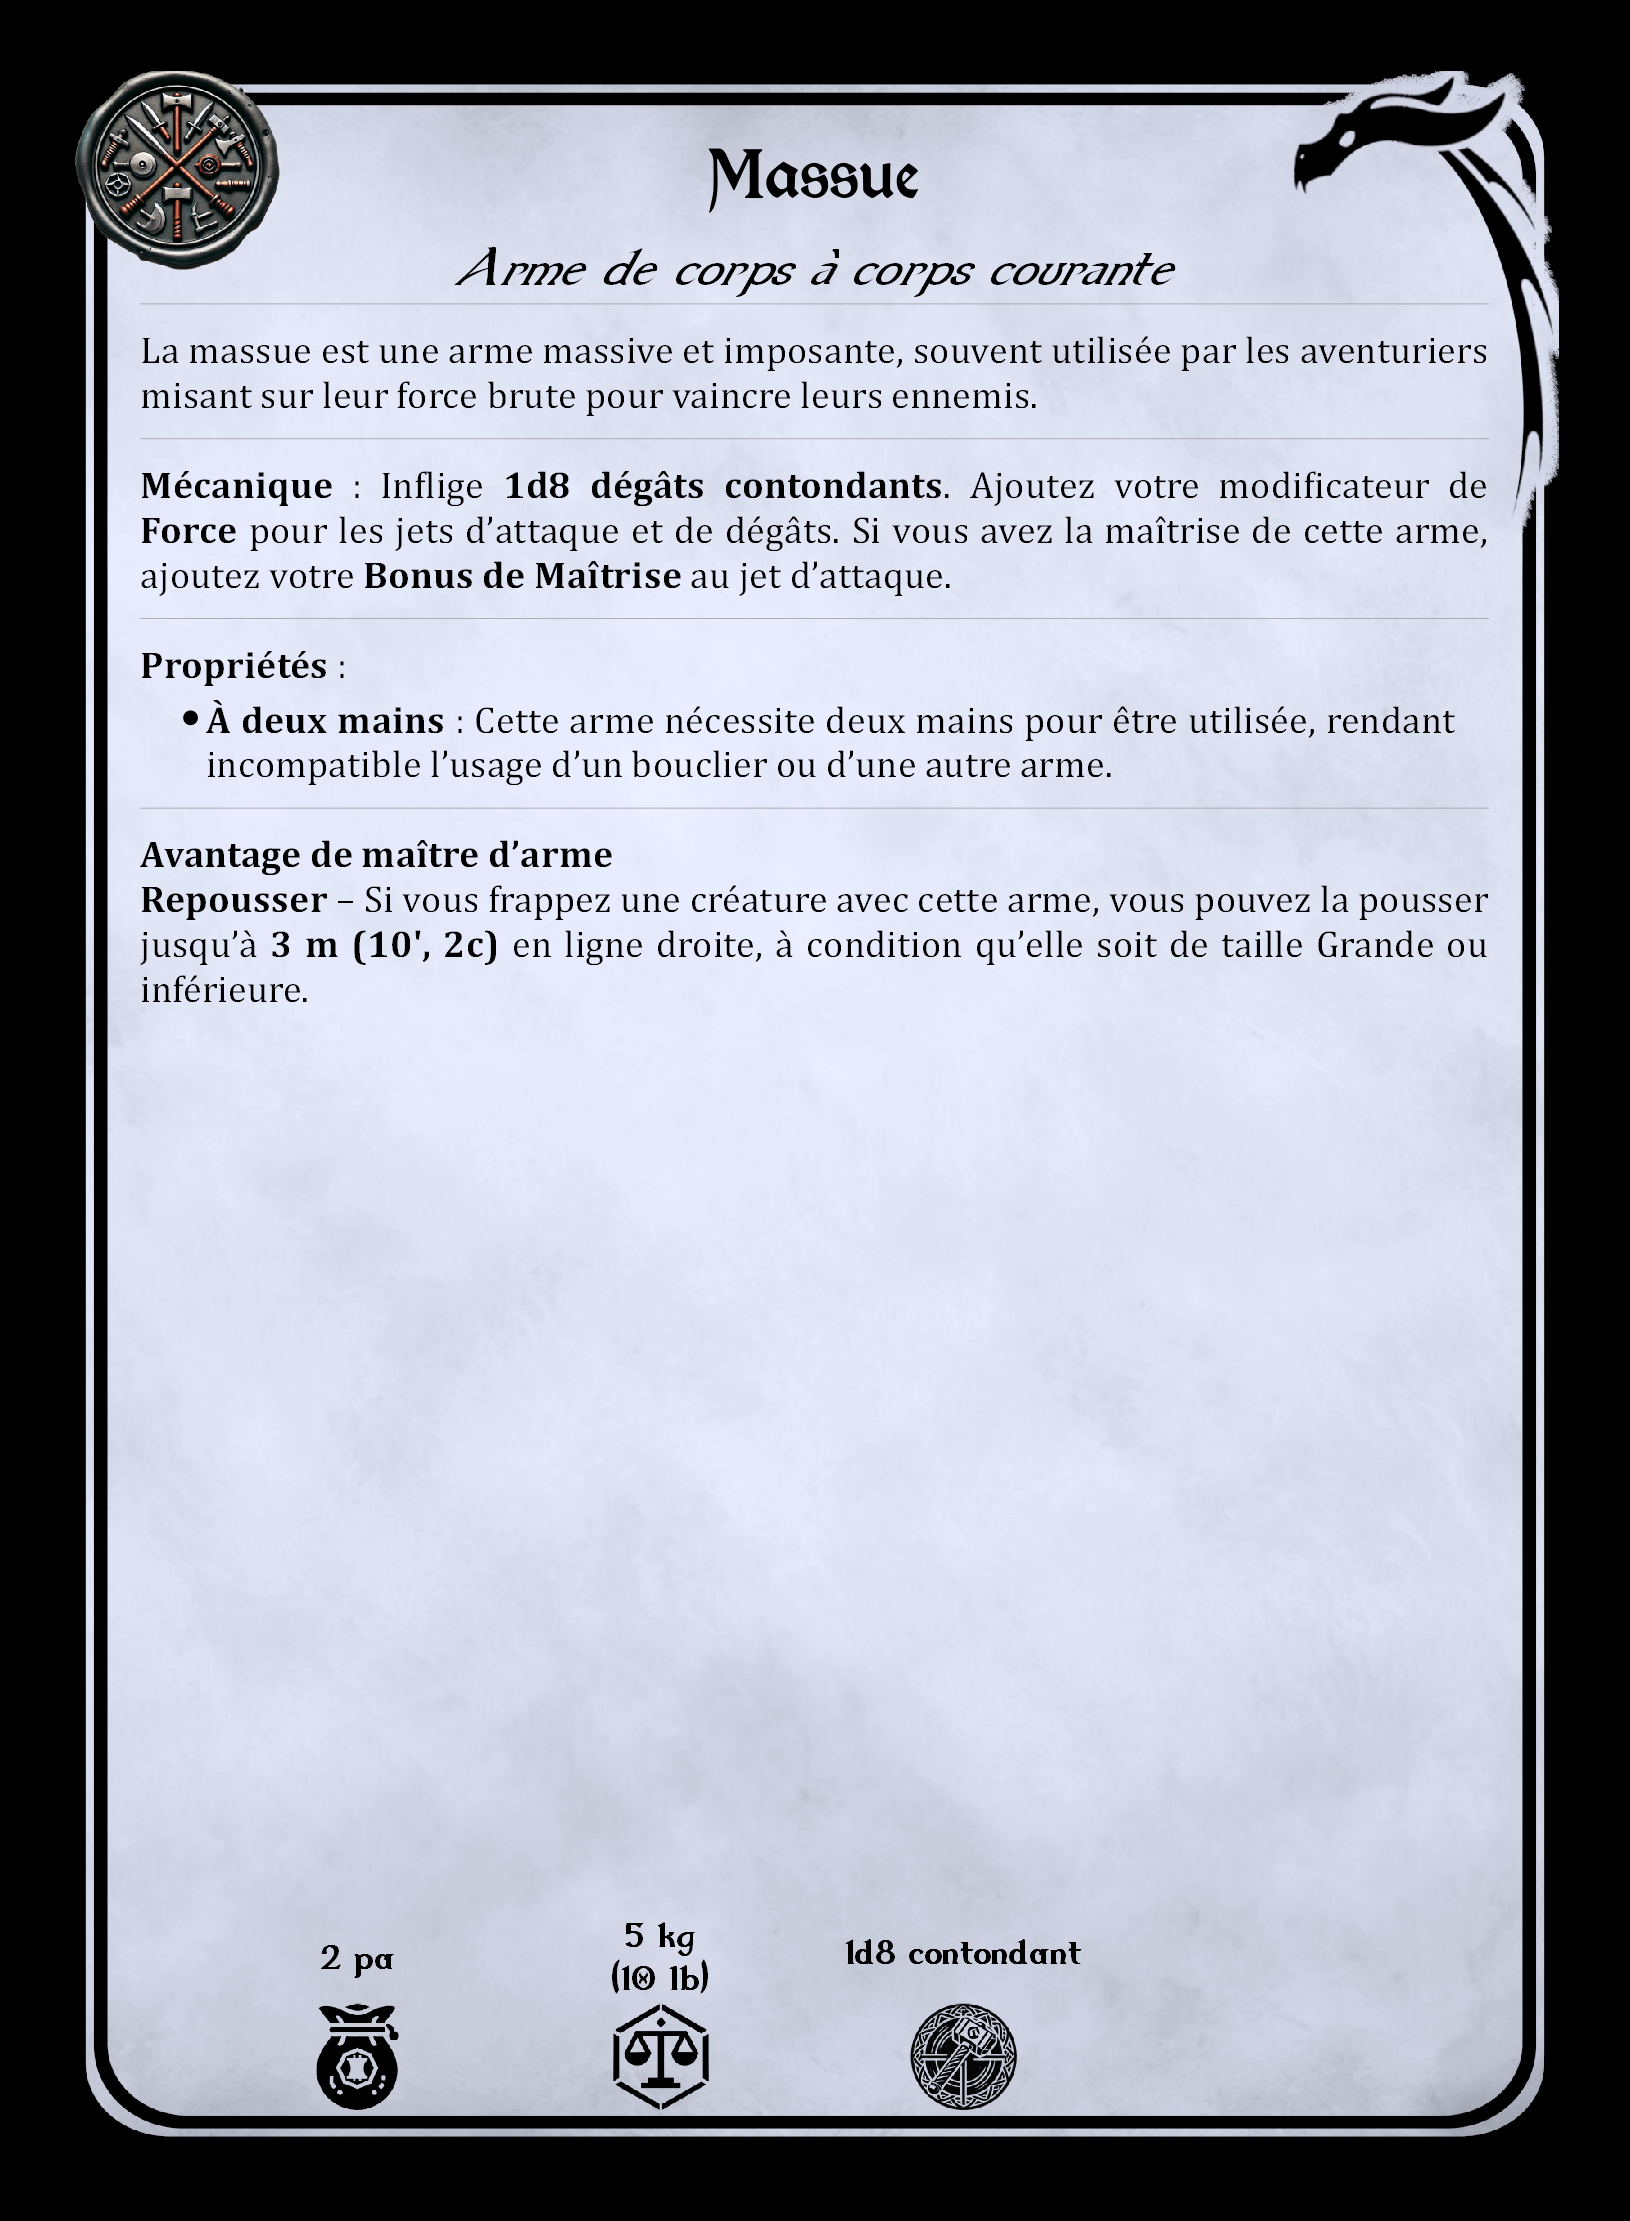 Massue
Arme de corps à corps courante
La massue est une arme massive et imposante, souvent utilisée par les aventuriers
misant sur leur force brute pour vaincre leurs ennemis.
Mécanique : Inflige 1d8 dégâts contondants. Ajoutez votre modificateur de
Force pour les jets d’attaque et de dégâts. Si vous avez la maîtrise de cette arme,
ajoutez votre Bonus de Maîtrise au jet d’attaque.
Propriétés :
• À deux mains : Cette arme nécessite deux mains pour être utilisée, rendant
incompatible l’usage d’un bouclier ou d’une autre arme.
Avantage de maître d’arme
Repousser – Si vous frappez une créature avec cette arme, vous pouvez la pousser
jusqu’à 3 m (10', 2c) en ligne droite, à condition qu’elle soit de taille Grande ou
inférieure.
2 pa
5 kg
(10 lb)
1d8 contondant